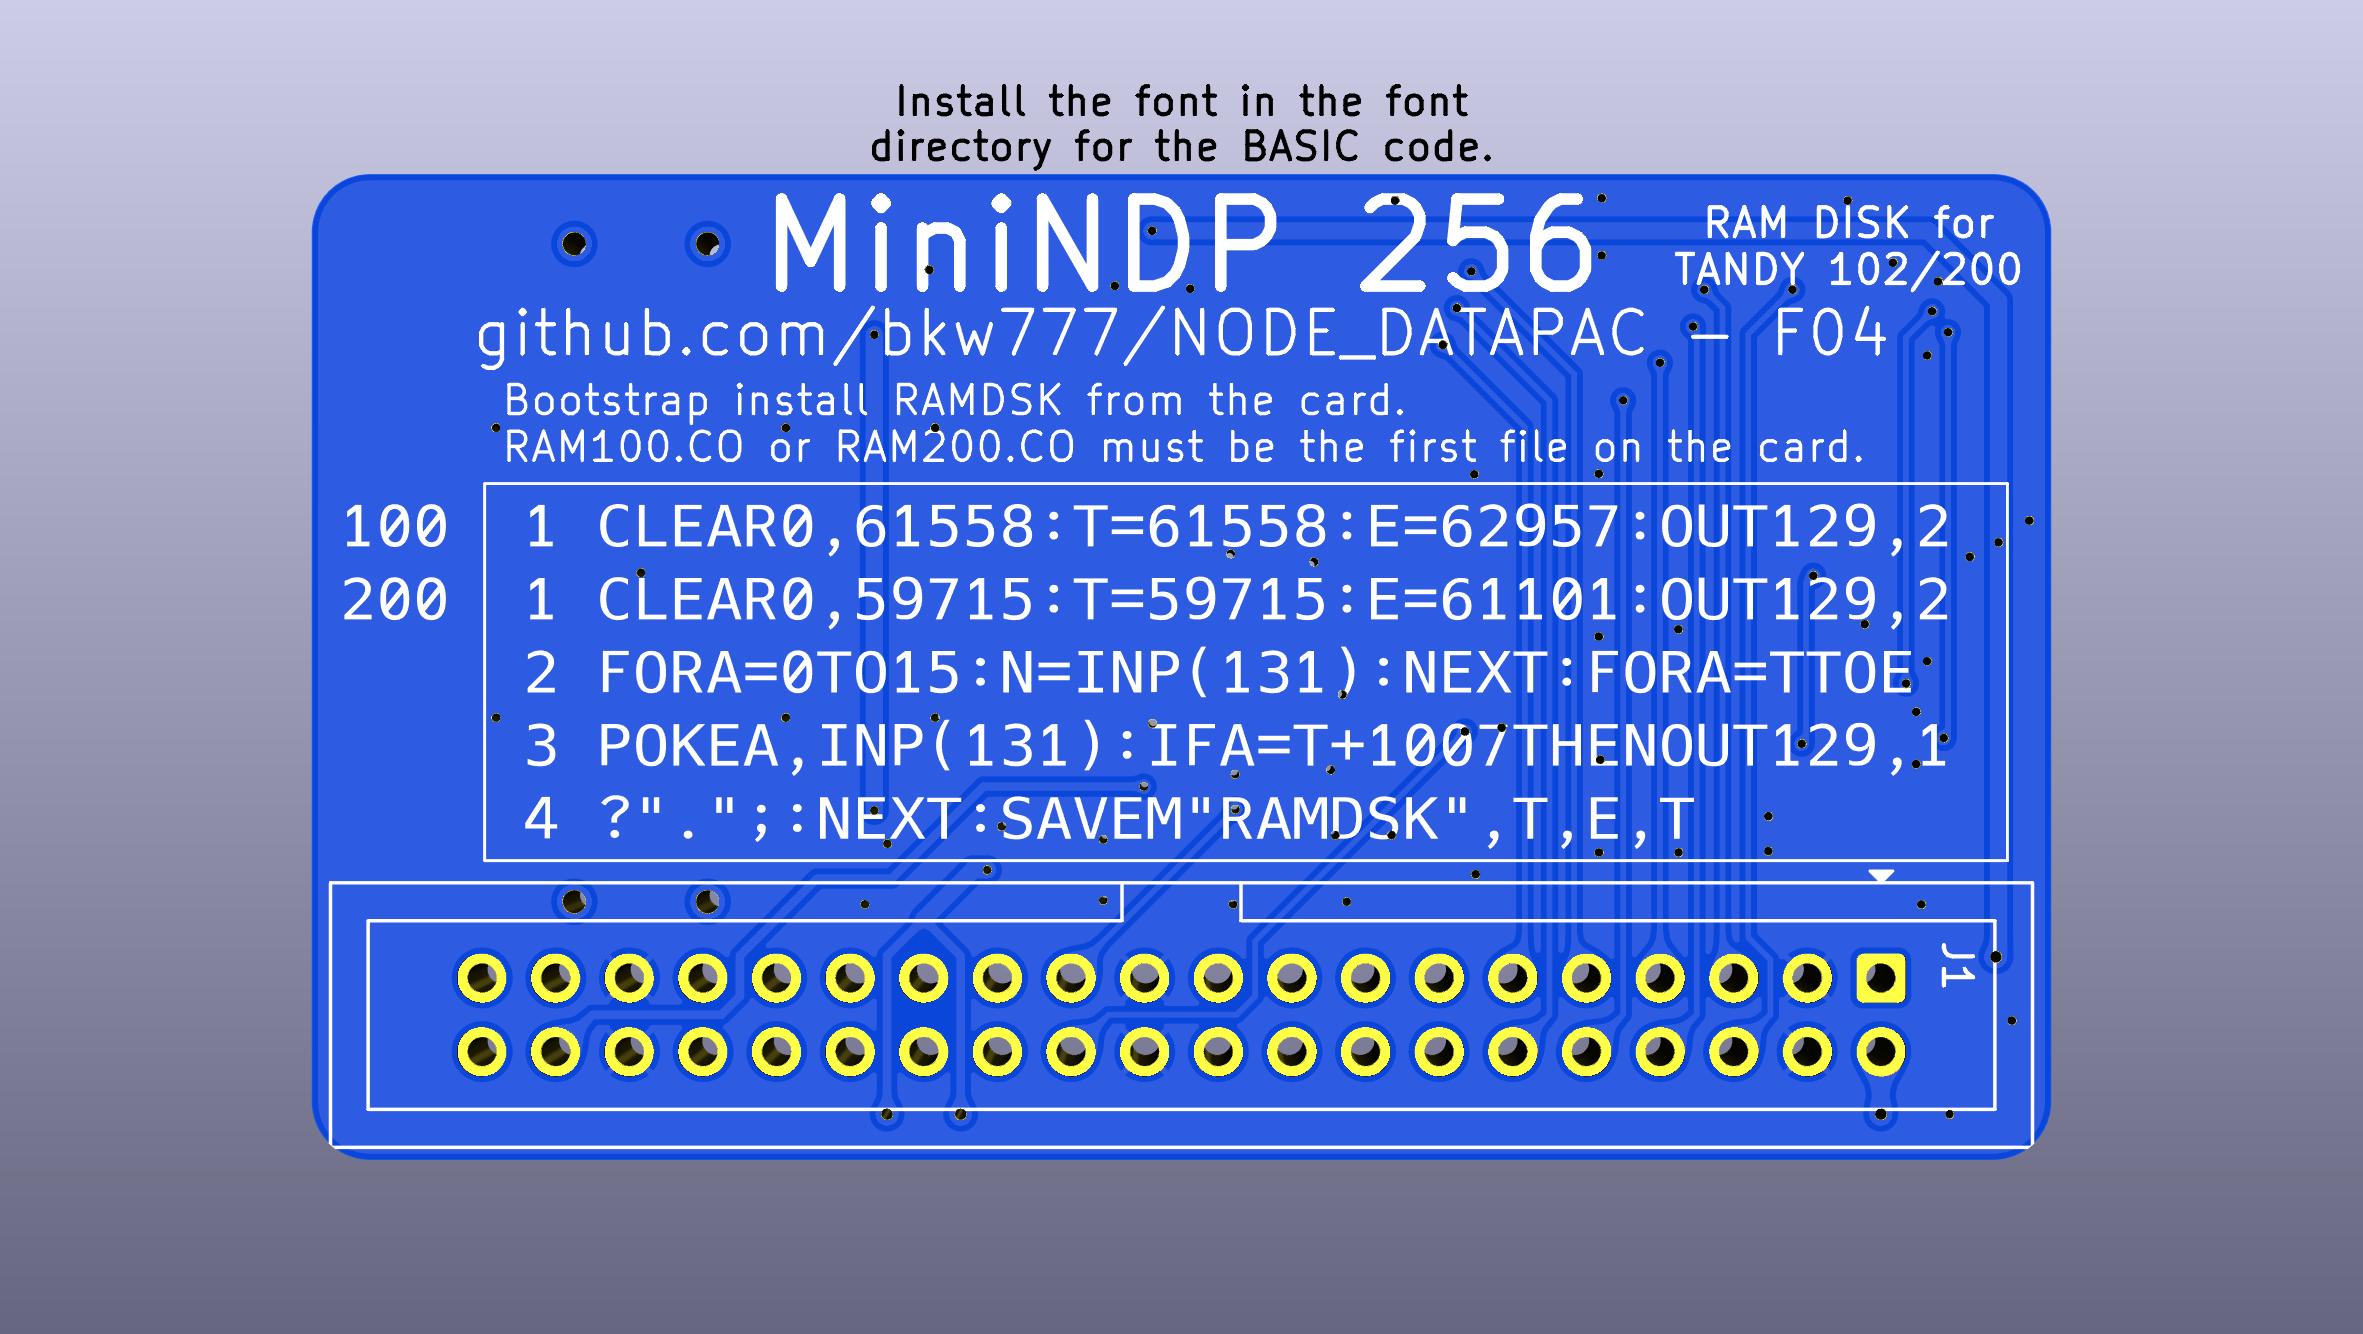 Install the font in the font
directory for the BASIC code.
MiniNDP 256
RAM DISK for
TANDY 102/200
github.com/bkw777/NODE_DATAPAC – F04
Bootstrap install RAMDSK from the card.
RAM100.CO or RAM200.CO must be the first file on the card.
100 1 CLEAR0,61558:T=61558:E=62957:OUT129,2
200 1 CLEAR0,59715:T=59715:E=61101:OUT129,2
2 FORA=0TO15:N=INP(131):NEXT:FORA=TTOE
3 POKEA,INP(131):IFA=T+1007THENOUT129,1
4 ?".";:NEXT:SAVEM"RAMDSK",T,E,T
J1